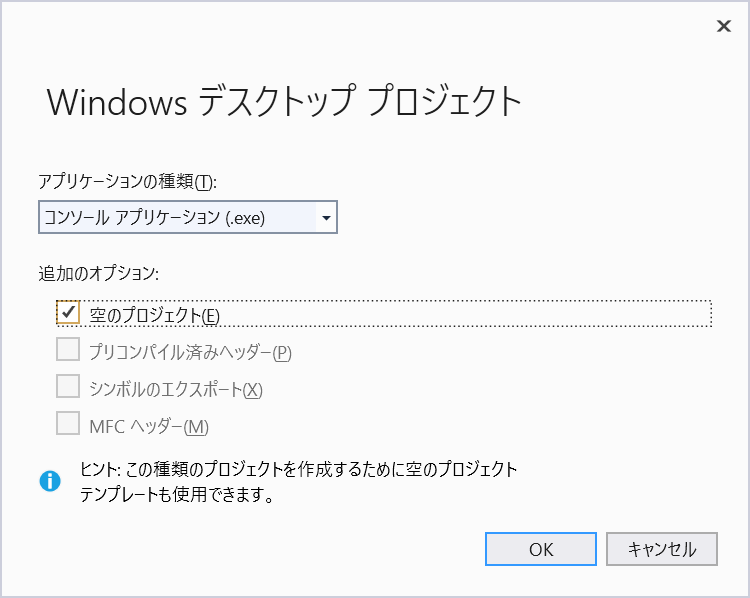 Windows デスクトップ プロジェクト
アプリケーションの種類(T):
コンソール アプリケーション (.exe)
追加のオプション:
空のプロジェクト(E)
プリコンパイル済みヘッダー(P)
シンボルのエクスポート(X)
MFC ヘッダー(M)
ヒント: この種類のプロジェクトを作成するために空のプロジェクト
テンプレートも使用できます。
OK
キャンセル